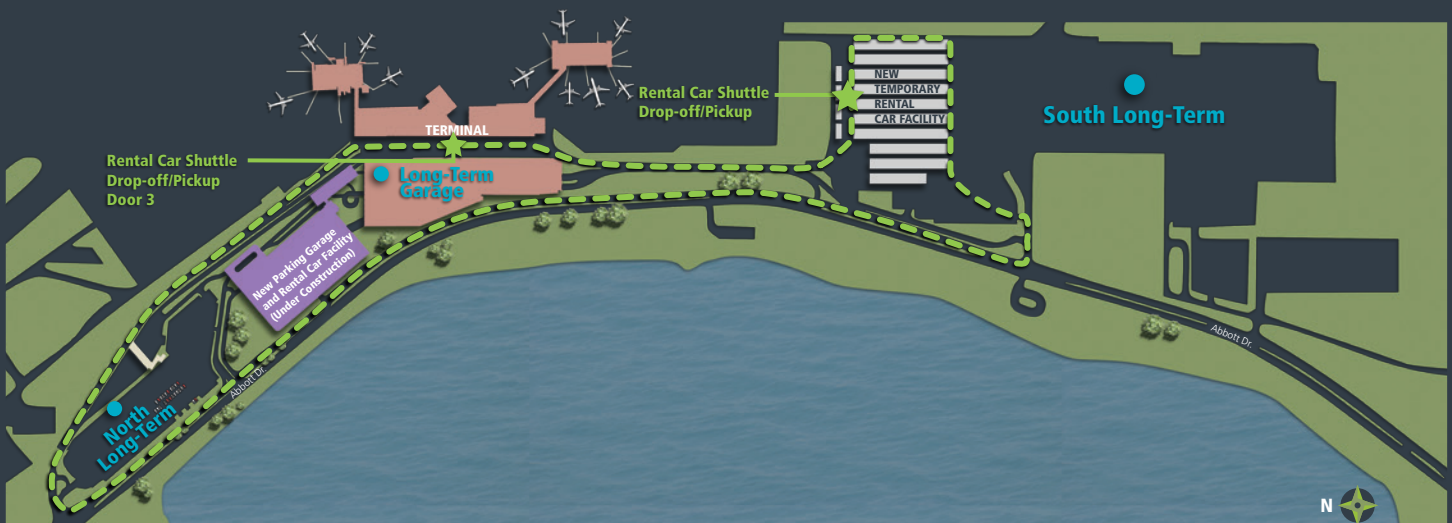 Rental Car Shuttle
Drop-off/Pickup
NEW
TEMPORARY
RENTAL
CAR FACILITY
South Long-Term
TERMINAL
Rental Car Shuttle
Drop-off/Pickup
Door 3
Long-Term
Garage
New Parking Garage
and Rental Car Facility
(Under Construction)
Abbott Dr.
Abbott Dr.
North
Long-Term
N